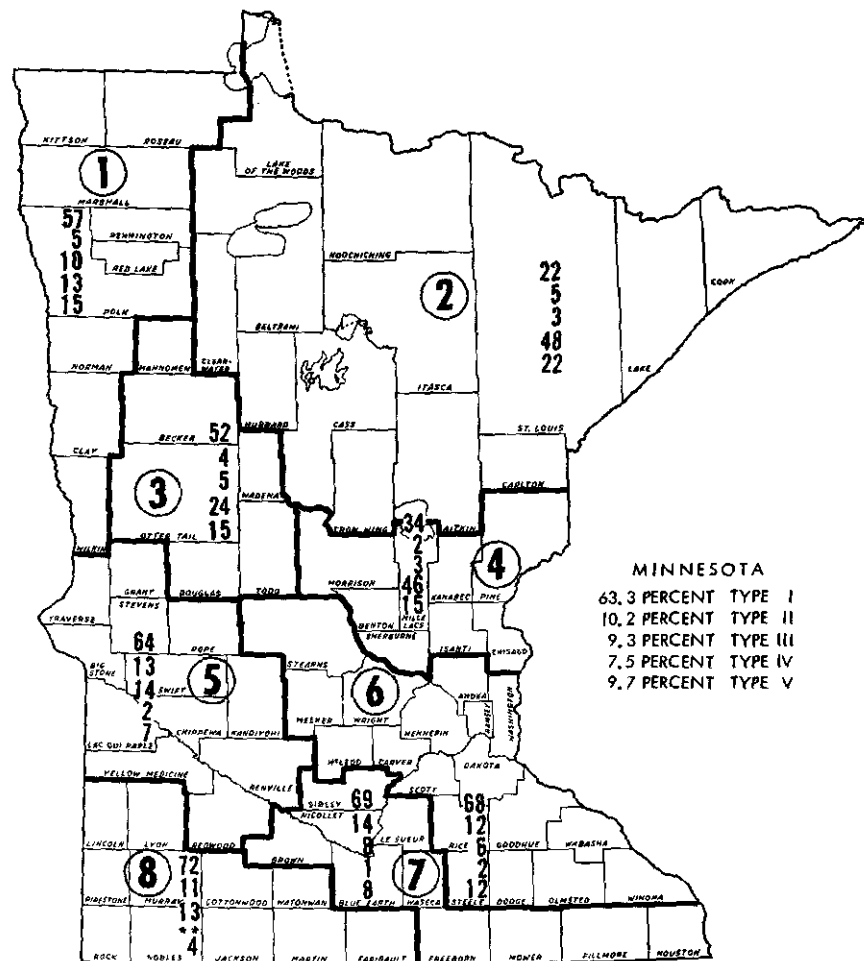 KITTSON
ROSEAU
LAKE
OF THE WOODS
1
MARSHALL
57
5
10
13
15
PENNINGTON
RED LAKE
POLK
KOOCHICHING
2
22
5
3
48
22
COOK
LAKE
BELTRAMI
NORMAN
MAHNOMEN
CLEAR-
WATER
ITASCA
HUBBARD
CASS
ST. LOUIS
CLAY
BECKER
52
4
5
24
15
3
WADENA
CARLTON
WILKIN
OTTER TAIL
CROW WING
AITKIN
34
2
3
46
15
4
GRANT
DOUGLAS
TODD
MORRISON
KANABEC
PINE
MILLE
LACS
MINNESOTA
63.3 PERCENT TYPE I
10.2 PERCENT TYPE II
9.3 PERCENT TYPE III
7.5 PERCENT TYPE IV
9.7 PERCENT TYPE V
TRAVERSE
STEVENS
BENTON
SHERBURNE
ISANTI
CHISAGO
64
13
14
2
7
POPE
BIG
STONE
SWIFT
5
STEARNS
6
ANOKA
RAMSEY
WASHINGTON
LAC QUI PARLE
CHIPPEWA
KANDIYOHI
MEEKER
WRIGHT
HENNEPIN
YELLOW MEDICINE
RENVILLE
McLEOD
CARVER
SCOTT
DAKOTA
SIBLEY
NICOLLET
69
14
8
1
8
LE SUEUR
68
12
6
2
12
RICE
GOODHUE
WABASHA
LINCOLN
LYON
REDWOOD
BROWN
8
72
11
13
**
4
7
PIPESTONE
MURRAY
COTTONWOOD
WATONWAN
BLUE EARTH
WASECA
STEELE
DODGE
OLMSTED
WINONA
ROCK
NOBLES
JACKSON
MARTIN
FARIBAULT
FREEBORN
MOWER
FILLMORE
HOUSTON